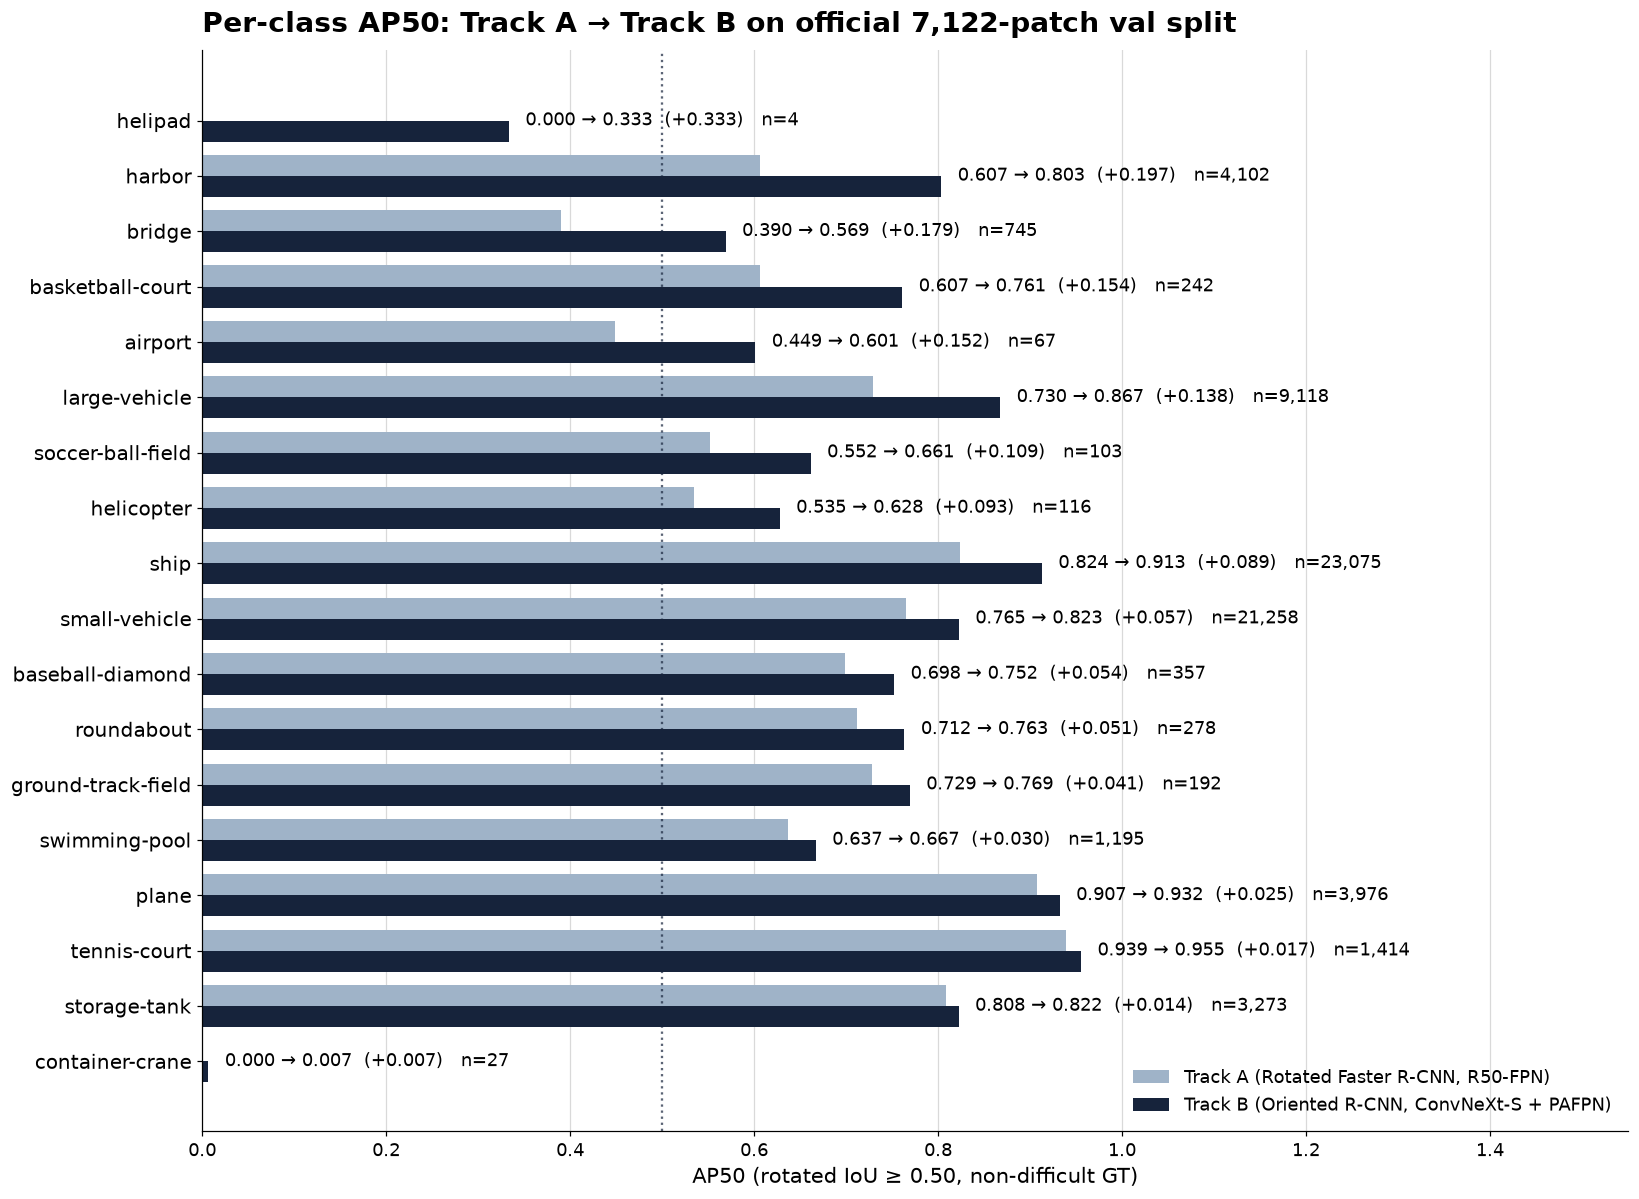 Per-class AP50: Track A → Track B on official 7,122-patch val split
helipad 0.000 → 0.333 (+0.333) n=4
harbor 0.607 → 0.803 (+0.197) n=4,102
bridge 0.390 → 0.569 (+0.179) n=745
basketball-court 0.607 → 0.761 (+0.154) n=242
airport 0.449 → 0.601 (+0.152) n=67
large-vehicle 0.730 → 0.867 (+0.138) n=9,118
soccer-ball-field 0.552 → 0.661 (+0.109) n=103
helicopter 0.535 → 0.628 (+0.093) n=116
ship 0.824 → 0.913 (+0.089) n=23,075
small-vehicle 0.765 → 0.823 (+0.057) n=21,258
baseball-diamond 0.698 → 0.752 (+0.054) n=357
roundabout 0.712 → 0.763 (+0.051) n=278
ground-track-field 0.729 → 0.769 (+0.041) n=192
swimming-pool 0.637 → 0.667 (+0.030) n=1,195
plane 0.907 → 0.932 (+0.025) n=3,976
tennis-court 0.939 → 0.955 (+0.017) n=1,414
storage-tank 0.808 → 0.822 (+0.014) n=3,273
container-crane 0.000 → 0.007 (+0.007) n=27
Track A (Rotated Faster R-CNN, R50-FPN)
Track B (Oriented R-CNN, ConvNeXt-S + PAFPN)
0.0 0.2 0.4 0.6 0.8 1.0 1.2 1.4
AP50 (rotated IoU ≥ 0.50, non-difficult GT)